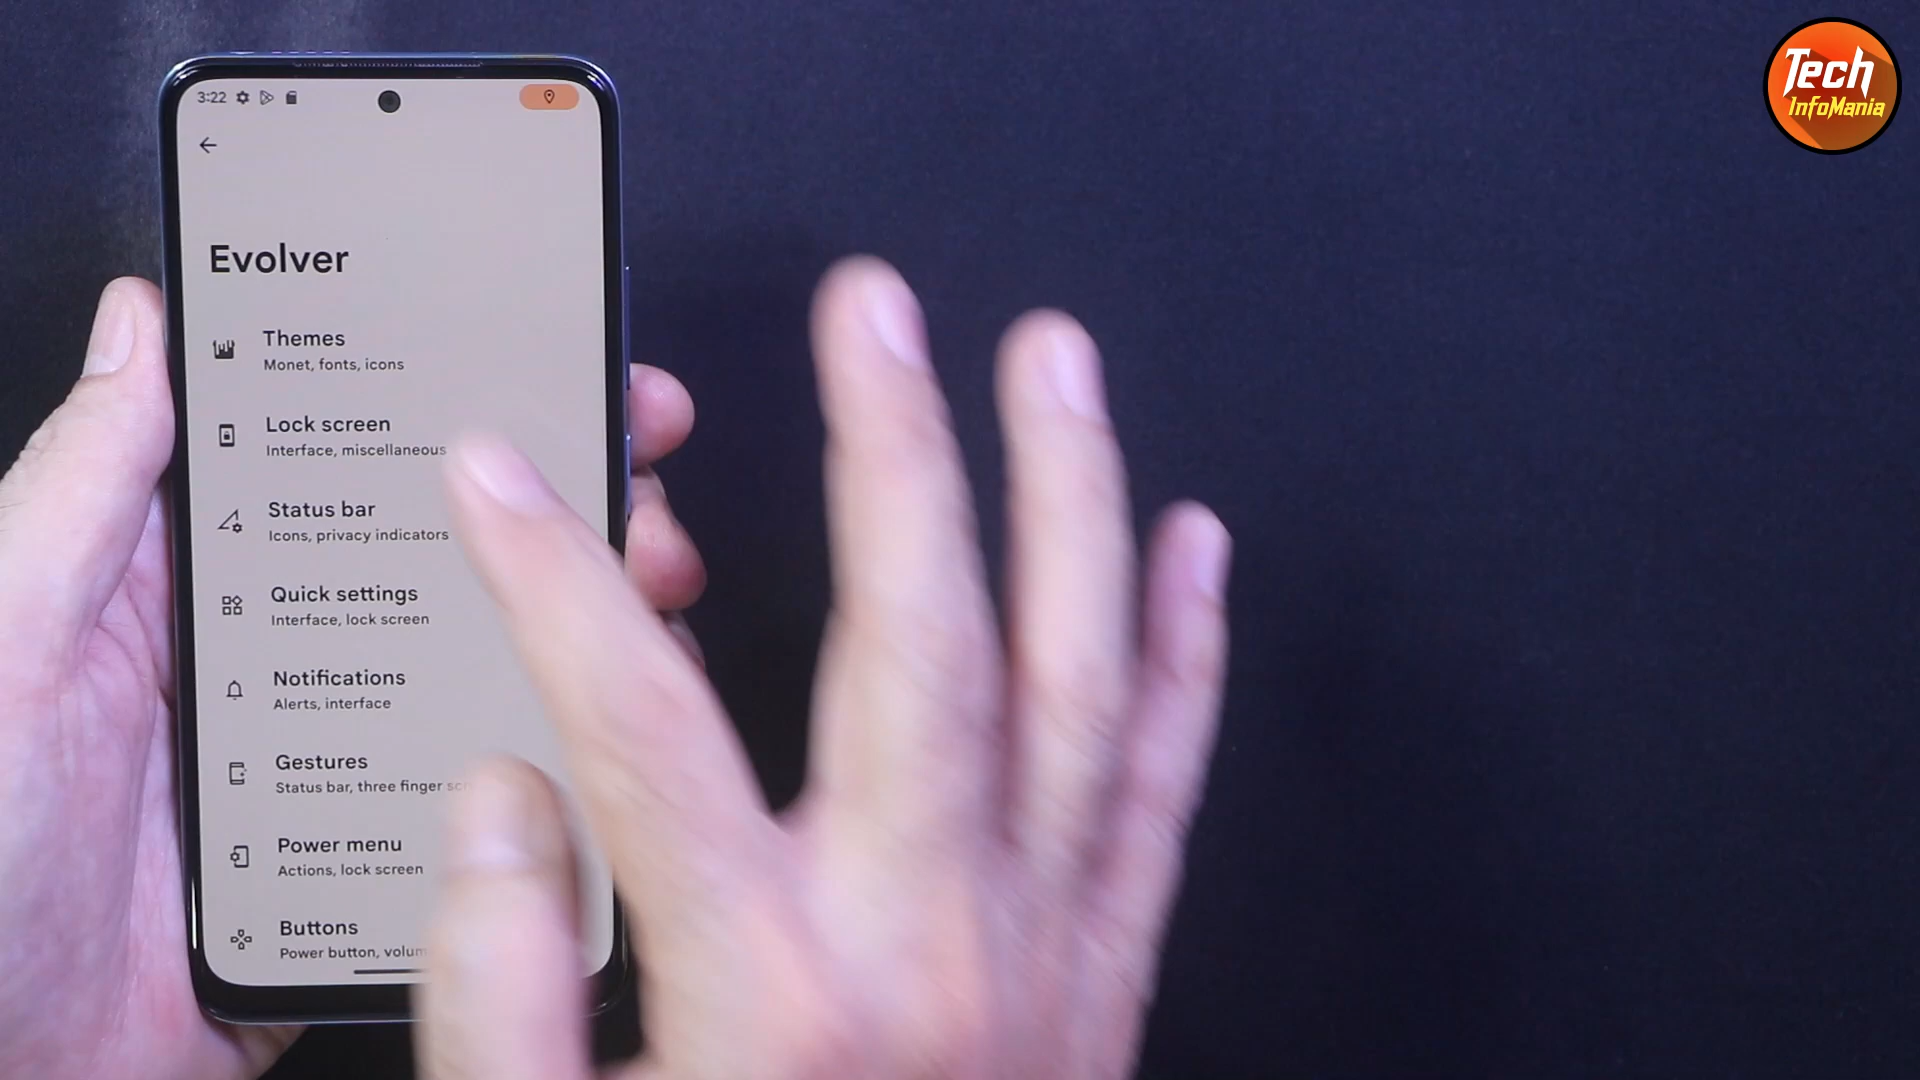 Tech
InfoMania
3:22
Evolver
Themes
Monet, fonts, icons
Lock screen
Interface, miscellaneous
Status bar
Icons, privacy indicators
Quick settings
Interface, lock screen
Notifications
Alerts, interface
Gestures
Status bar, three finger
Power menu
Actions, lock screen
Buttons
Power button,